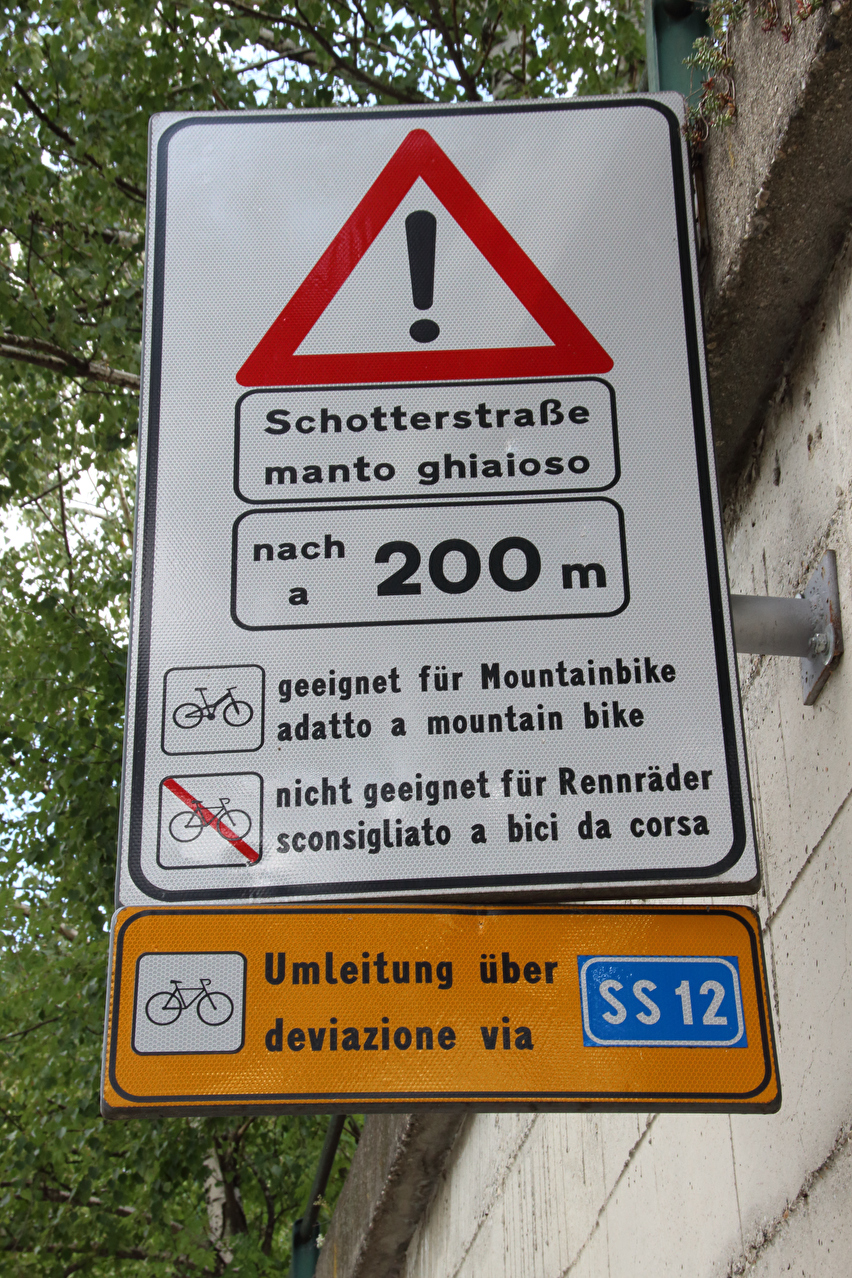 Schotterstraße
manto ghiaioso
nach
a
200 m
geeignet für Mountainbike
adatto a mountain bike
nicht geeignet für Rennräder
sconsigliato a bici da corsa
Umleitung über
deviazione via
SS 12